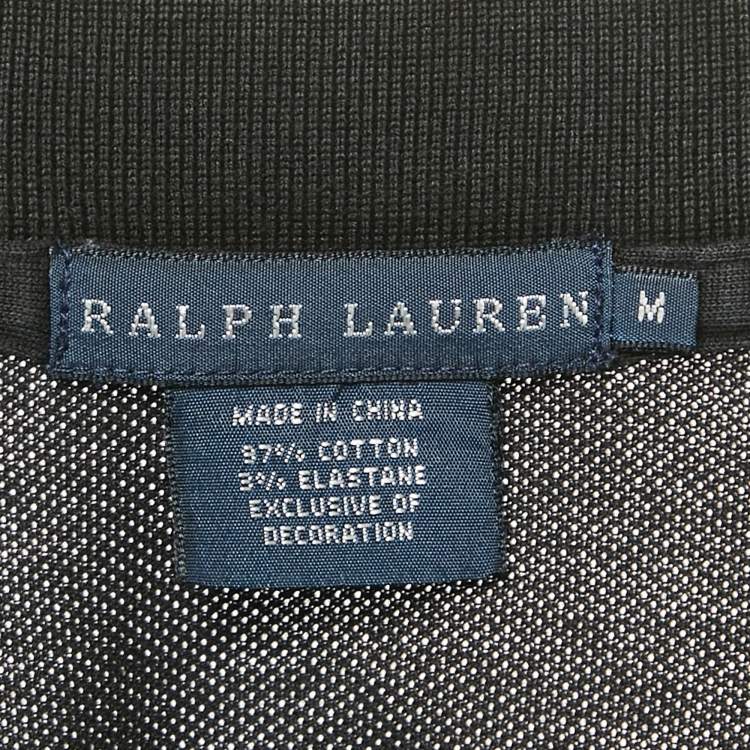 RALPH LAUREN
M
MADE IN CHINA
97% COTTON
3% ELASTANE
EXCLUSIVE OF
DECORATION